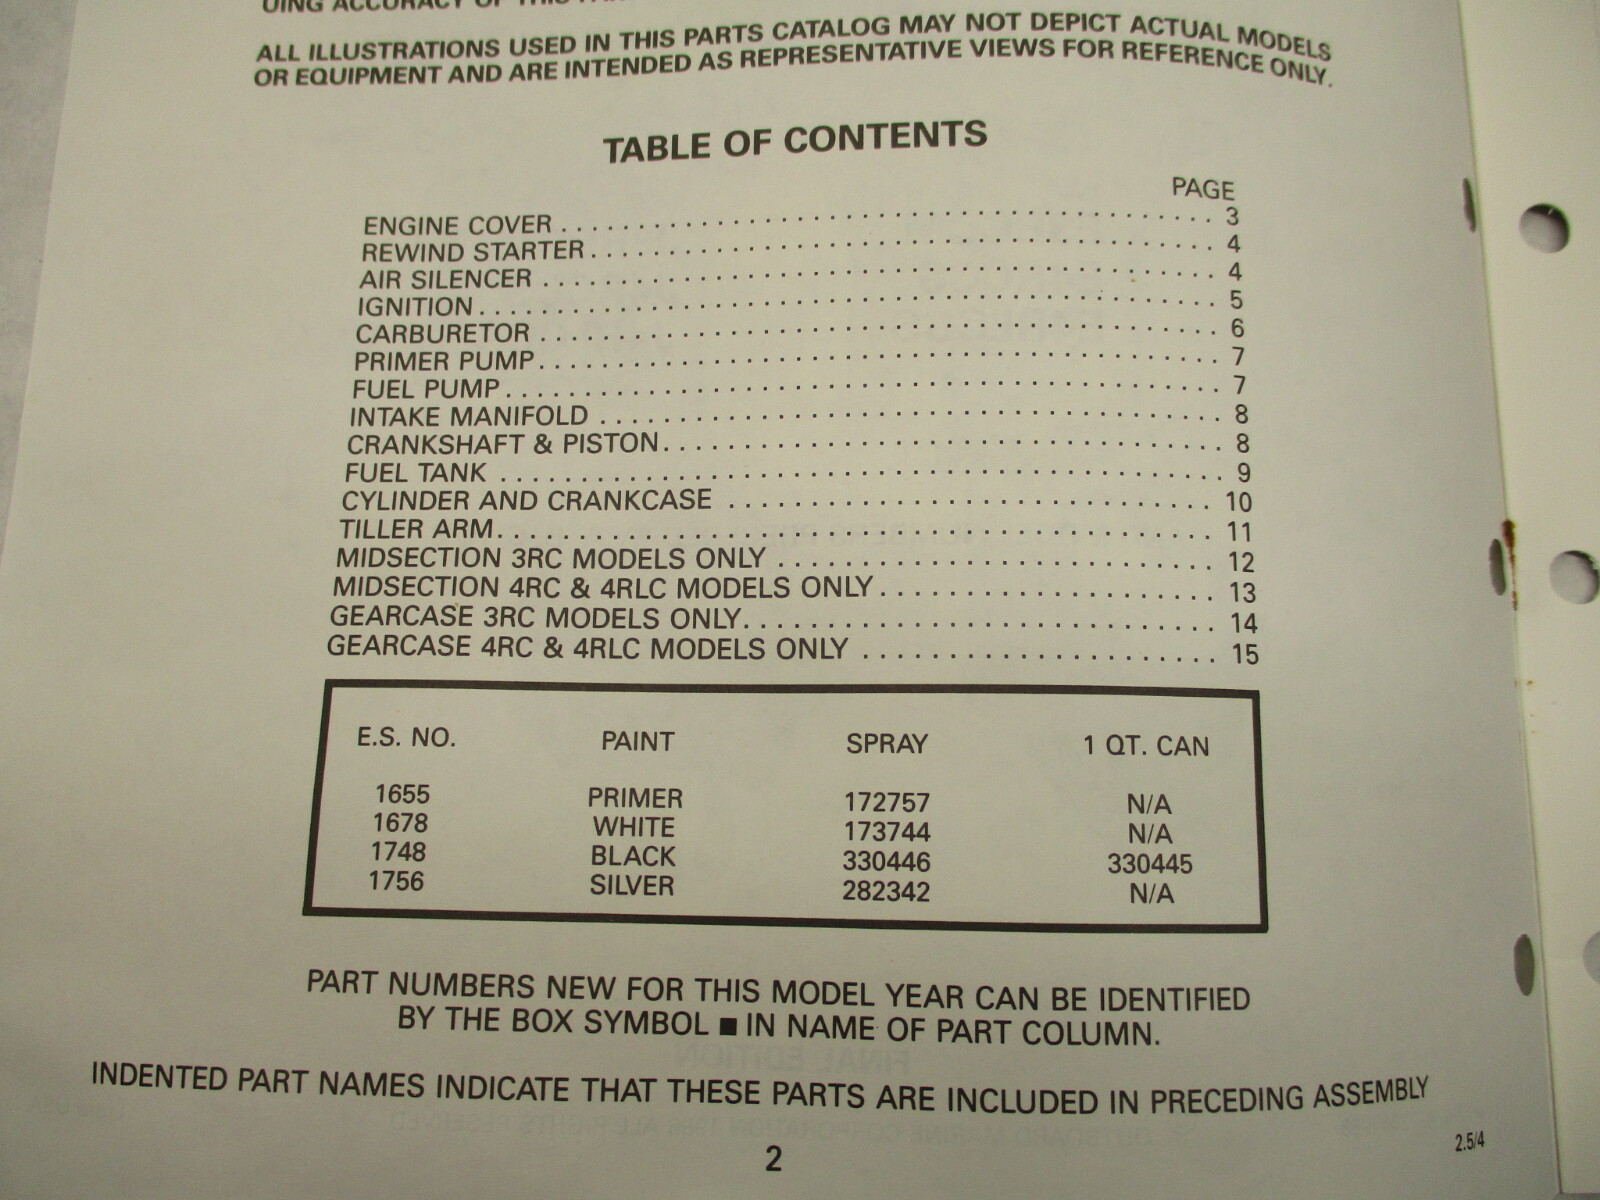 UING ACCURACY OF THIS
ALL ILLUSTRATIONS USED IN THIS PARTS CATALOG MAY NOT DEPICT ACTUAL MODELS
OR EQUIPMENT AND ARE INTENDED AS REPRESENTATIVE VIEWS FOR REFERENCE ONLY.
TABLE OF CONTENTS
PAGE
ENGINE COVER . . . . . . . . . . 3
REWIND STARTER . . . . . . . . . . 4
AIR SILENCER . . . . . . . . . . 4
IGNITION . . . . . . . . . . 5
CARBURETOR . . . . . . . . . . 6
PRIMER PUMP . . . . . . . . . . 7
FUEL PUMP . . . . . . . . . . 7
INTAKE MANIFOLD . . . . . . . . . . 8
CRANKSHAFT & PISTON . . . . . . . . . . 8
FUEL TANK . . . . . . . . . . 9
CYLINDER AND CRANKCASE . . . . . . . . . . 10
TILLER ARM . . . . . . . . . . 11
MIDSECTION 3RC MODELS ONLY . . . . . . . . . . 12
MIDSECTION 4RC & 4RLC MODELS ONLY . . . . . . . . . . 13
GEARCASE 3RC MODELS ONLY . . . . . . . . . . 14
GEARCASE 4RC & 4RLC MODELS ONLY . . . . . . . . . . 15
E.S. NO. PAINT SPRAY 1 QT. CAN
1655 PRIMER 172757 N/A
1678 WHITE 173744 N/A
1748 BLACK 330446 330445
1756 SILVER 282342 N/A
PART NUMBERS NEW FOR THIS MODEL YEAR CAN BE IDENTIFIED
BY THE BOX SYMBOL ■ IN NAME OF PART COLUMN.
INDENTED PART NAMES INDICATE THAT THESE PARTS ARE INCLUDED IN PRECEDING ASSEMBLY
2
2.5/4